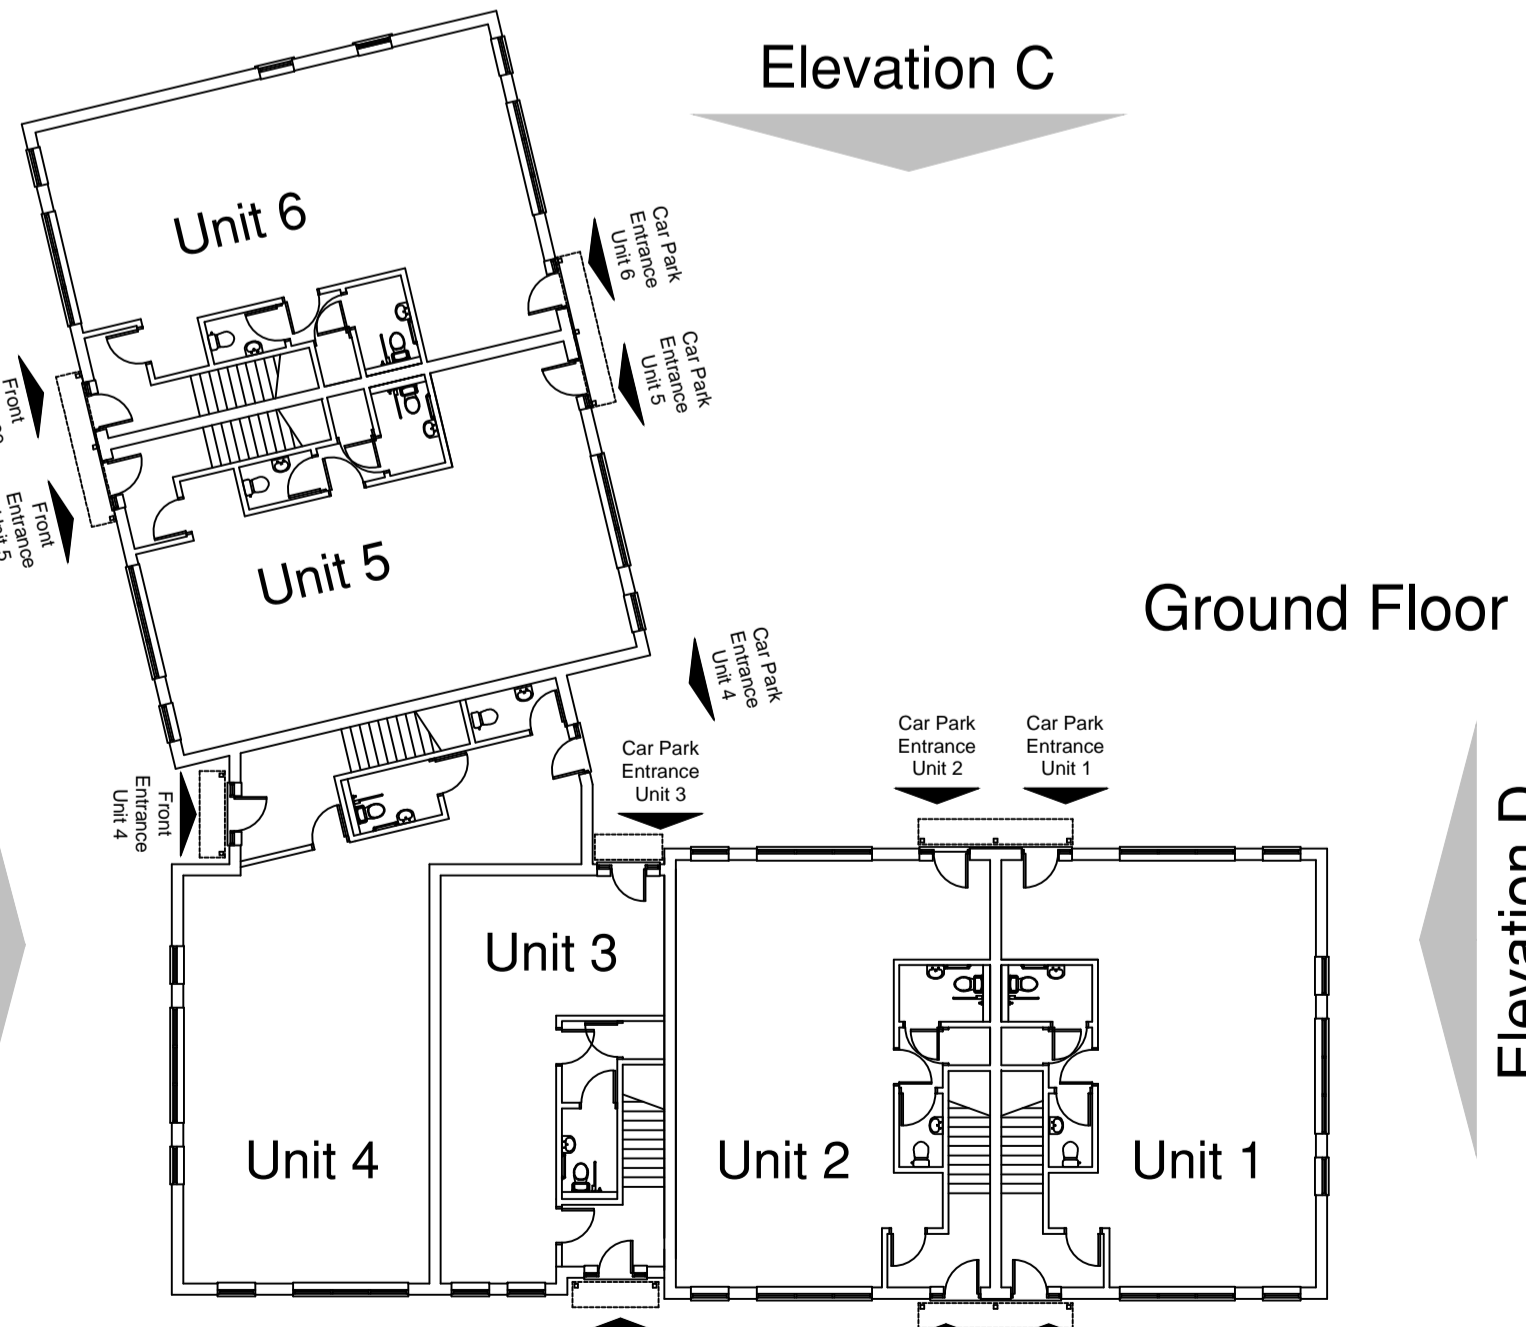 Elevation C
Unit 6
Car Park
Entrance
Unit 6
Car Park
Entrance
Unit 5
Front
Front
Entrance
Unit 5
Unit 5
Ground Floor
Car Park
Entrance
Unit 4
Car Park
Entrance
Unit 3
Car Park
Entrance
Unit 2
Car Park
Entrance
Unit 1
Front
Entrance
Unit 4
Elevation D
Unit 3
Unit 4
Unit 2
Unit 1